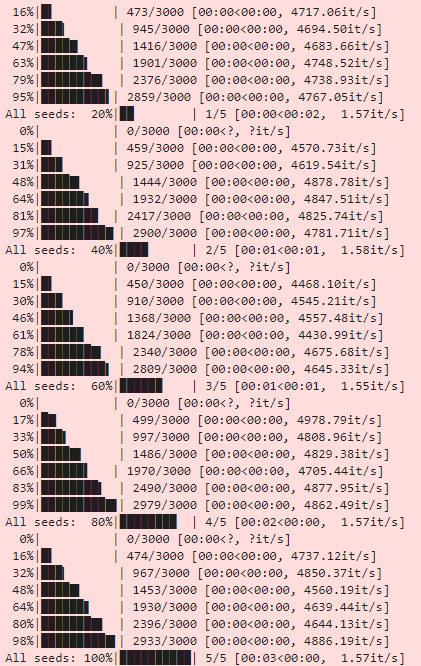 16%|█▌        | 473/3000 [00:00<00:00, 4717.06it/s]
32%|███▏      | 945/3000 [00:00<00:00, 4694.50it/s]
47%|████▋     | 1416/3000 [00:00<00:00, 4683.66it/s]
63%|██████▎   | 1901/3000 [00:00<00:00, 4748.52it/s]
79%|███████▉  | 2376/3000 [00:00<00:00, 4738.93it/s]
95%|█████████▌| 2859/3000 [00:00<00:00, 4767.05it/s]
All seeds:  20%|██        | 1/5 [00:00<00:02,  1.57it/s]
0%|          | 0/3000 [00:00<?, ?it/s]
15%|█▌        | 459/3000 [00:00<00:00, 4570.73it/s]
31%|███       | 925/3000 [00:00<00:00, 4619.54it/s]
48%|████▊     | 1444/3000 [00:00<00:00, 4878.78it/s]
64%|██████▍   | 1932/3000 [00:00<00:00, 4847.51it/s]
81%|████████  | 2417/3000 [00:00<00:00, 4825.74it/s]
97%|█████████▋| 2900/3000 [00:00<00:00, 4781.71it/s]
All seeds:  40%|████      | 2/5 [00:01<00:01,  1.58it/s]
0%|          | 0/3000 [00:00<?, ?it/s]
15%|█▌        | 450/3000 [00:00<00:00, 4468.10it/s]
30%|███       | 910/3000 [00:00<00:00, 4545.21it/s]
46%|████▌     | 1368/3000 [00:00<00:00, 4557.48it/s]
61%|██████    | 1824/3000 [00:00<00:00, 4430.99it/s]
78%|███████▊  | 2340/3000 [00:00<00:00, 4675.68it/s]
94%|█████████▎| 2809/3000 [00:00<00:00, 4645.33it/s]
All seeds:  60%|██████    | 3/5 [00:01<00:01,  1.55it/s]
0%|          | 0/3000 [00:00<?, ?it/s]
17%|█▋        | 499/3000 [00:00<00:00, 4978.79it/s]
33%|███▎      | 997/3000 [00:00<00:00, 4808.96it/s]
50%|████▉     | 1486/3000 [00:00<00:00, 4829.38it/s]
66%|██████▌   | 1970/3000 [00:00<00:00, 4705.44it/s]
83%|████████▎ | 2490/3000 [00:00<00:00, 4877.95it/s]
99%|█████████▉| 2979/3000 [00:00<00:00, 4862.49it/s]
All seeds:  80%|████████  | 4/5 [00:02<00:00,  1.57it/s]
0%|          | 0/3000 [00:00<?, ?it/s]
16%|█▌        | 474/3000 [00:00<00:00, 4737.12it/s]
32%|███▏      | 967/3000 [00:00<00:00, 4850.37it/s]
48%|████▊     | 1453/3000 [00:00<00:00, 4560.19it/s]
64%|██████▍   | 1930/3000 [00:00<00:00, 4639.44it/s]
80%|███████▉  | 2396/3000 [00:00<00:00, 4644.13it/s]
98%|█████████▊| 2933/3000 [00:00<00:00, 4886.19it/s]
All seeds: 100%|██████████| 5/5 [00:03<00:00,  1.57it/s]